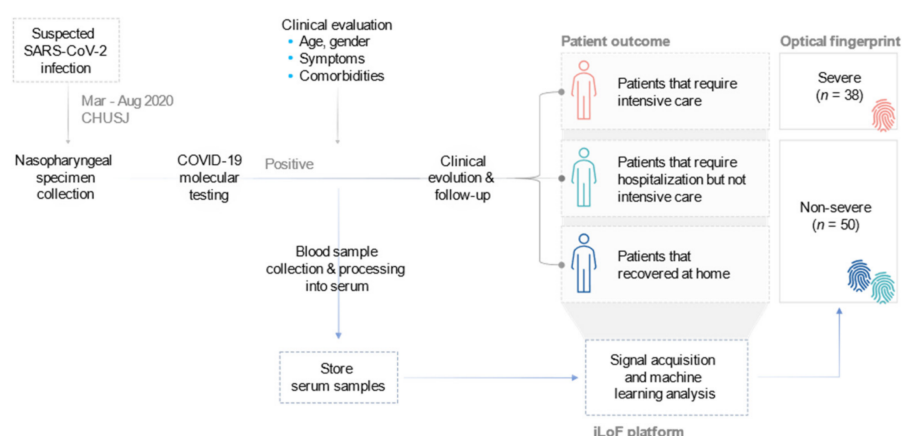 Suspected
SARS-CoV-2
infection
Mar - Aug 2020
CHUSJ
Nasopharyngeal
specimen
collection
COVID-19
molecular
testing
Positive
Clinical evaluation
• Age, gender
• Symptoms
• Comorbidities
Clinical
evolution &
follow-up
Blood sample
collection & processing
into serum
Store
serum samples
Patient outcome
Patients that require
intensive care
Patients that require
hospitalization but not
intensive care
Patients that
recovered at home
Signal acquisition
and machine
learning analysis
iLoF platform
Optical fingerprint
Severe
(n = 38)
Non-severe
(n = 50)